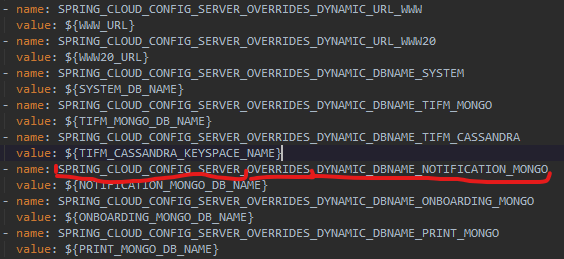 - name: SPRING_CLOUD_CONFIG_SERVER_OVERRIDES_DYNAMIC_URL_WWW
value: ${WWW_URL}
- name: SPRING_CLOUD_CONFIG_SERVER_OVERRIDES_DYNAMIC_URL_WWW20
value: ${WWW20_URL}
- name: SPRING_CLOUD_CONFIG_SERVER_OVERRIDES_DYNAMIC_DBNAME_SYSTEM
value: ${SYSTEM_DB_NAME}
- name: SPRING_CLOUD_CONFIG_SERVER_OVERRIDES_DYNAMIC_DBNAME_TIFM_MONGO
value: ${TIFM_MONGO_DB_NAME}
- name: SPRING_CLOUD_CONFIG_SERVER_OVERRIDES_DYNAMIC_DBNAME_TIFM_CASSANDRA
value: ${TIFM_CASSANDRA_KEYSPACE_NAME}
- name: SPRING_CLOUD_CONFIG_SERVER_OVERRIDES_DYNAMIC_DBNAME_NOTIFICATION_MONGO
value: ${NOTIFICATION_MONGO_DB_NAME}
- name: SPRING_CLOUD_CONFIG_SERVER_OVERRIDES_DYNAMIC_DBNAME_ONBOARDING_MONGO
value: ${ONBOARDING_MONGO_DB_NAME}
- name: SPRING_CLOUD_CONFIG_SERVER_OVERRIDES_DYNAMIC_DBNAME_PRINT_MONGO
value: ${PRINT_MONGO_DB_NAME}